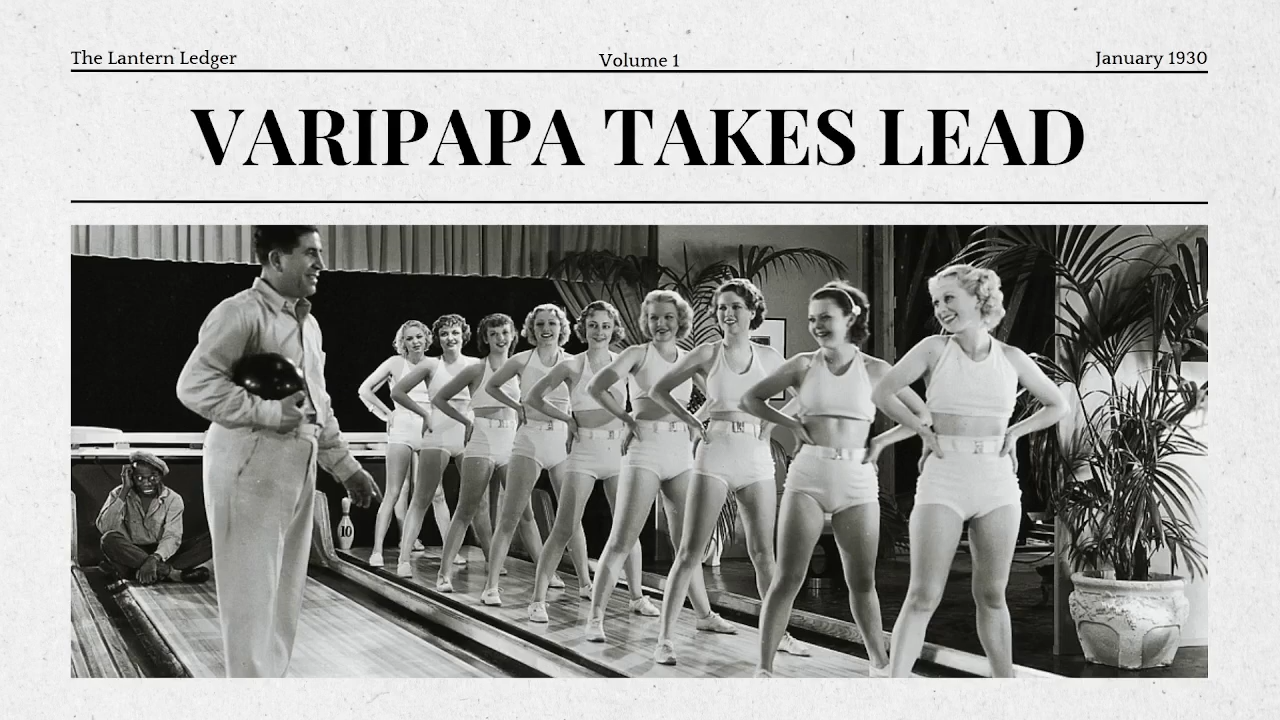 The Lantern Ledger
Volume 1
January 1930
VARIPAPA TAKES LEAD
10